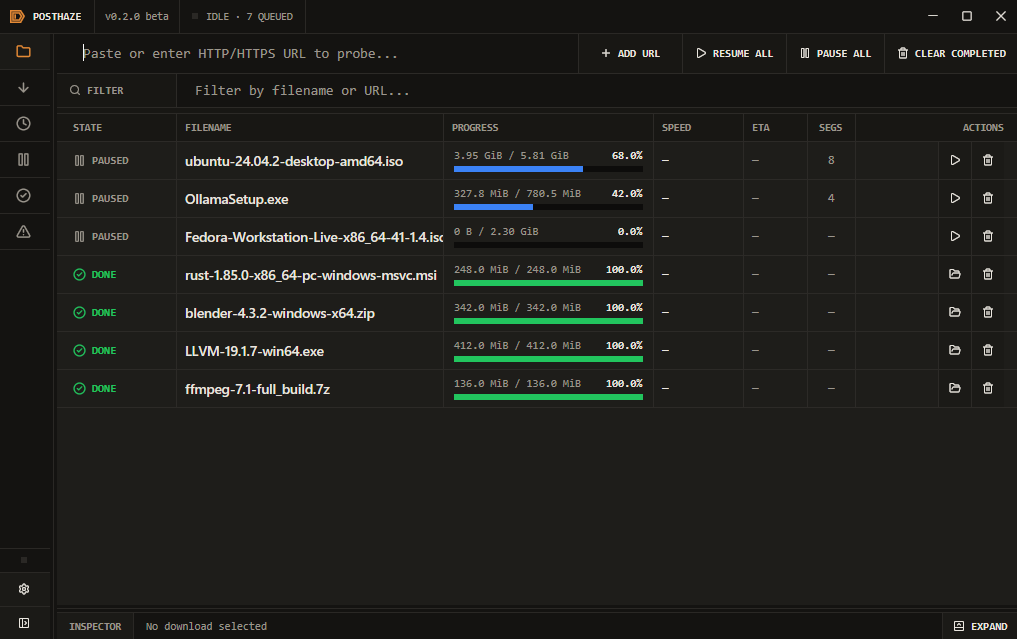 POSTHAZE v0.2.0 beta IDLE · 7 QUEUED
Paste or enter HTTP/HTTPS URL to probe... + ADD URL RESUME ALL PAUSE ALL CLEAR COMPLETED
FILTER Filter by filename or URL...
STATE FILENAME PROGRESS SPEED ETA SEGS ACTIONS
PAUSED ubuntu-24.04.2-desktop-amd64.iso 3.95 GiB / 5.81 GiB 68.0% — — 8
PAUSED OllamaSetup.exe 327.8 MiB / 780.5 MiB 42.0% — — 4
PAUSED Fedora-Workstation-Live-x86_64-41-1.4.iso 0 B / 2.30 GiB 0.0% — — —
DONE rust-1.85.0-x86_64-pc-windows-msvc.msi 248.0 MiB / 248.0 MiB 100.0% — — —
DONE blender-4.3.2-windows-x64.zip 342.0 MiB / 342.0 MiB 100.0% — — —
DONE LLVM-19.1.7-win64.exe 412.0 MiB / 412.0 MiB 100.0% — — —
DONE ffmpeg-7.1-full_build.7z 136.0 MiB / 136.0 MiB 100.0% — — —
INSPECTOR No download selected EXPAND